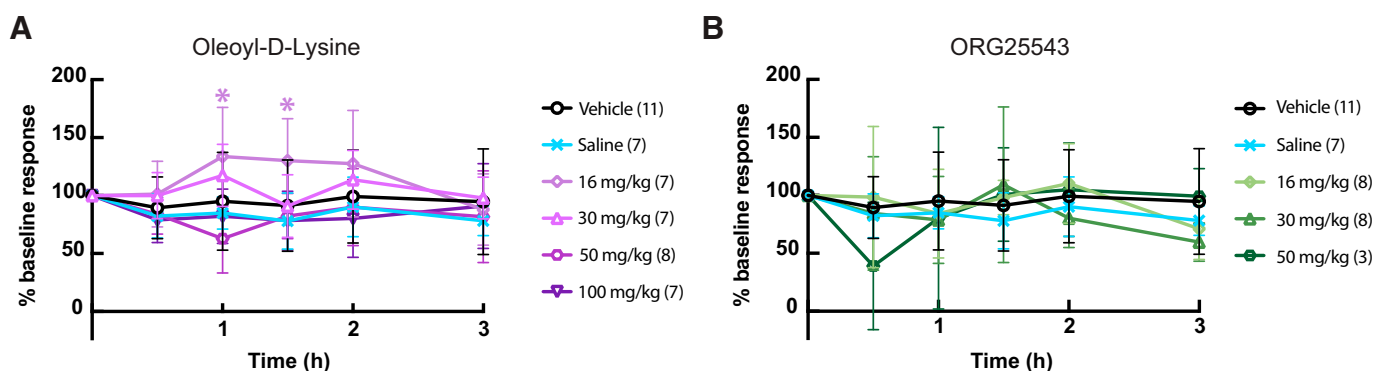 A
Oleoyl-D-Lysine
% baseline response
200
150
100
50
0
*
*
1
2
3
Time (h)
Vehicle (11)
Saline (7)
16 mg/kg (7)
30 mg/kg (7)
50 mg/kg (8)
100 mg/kg (7)
B
ORG25543
% baseline response
200
150
100
50
0
1
2
3
Time (h)
Vehicle (11)
Saline (7)
16 mg/kg (8)
30 mg/kg (8)
50 mg/kg (3)